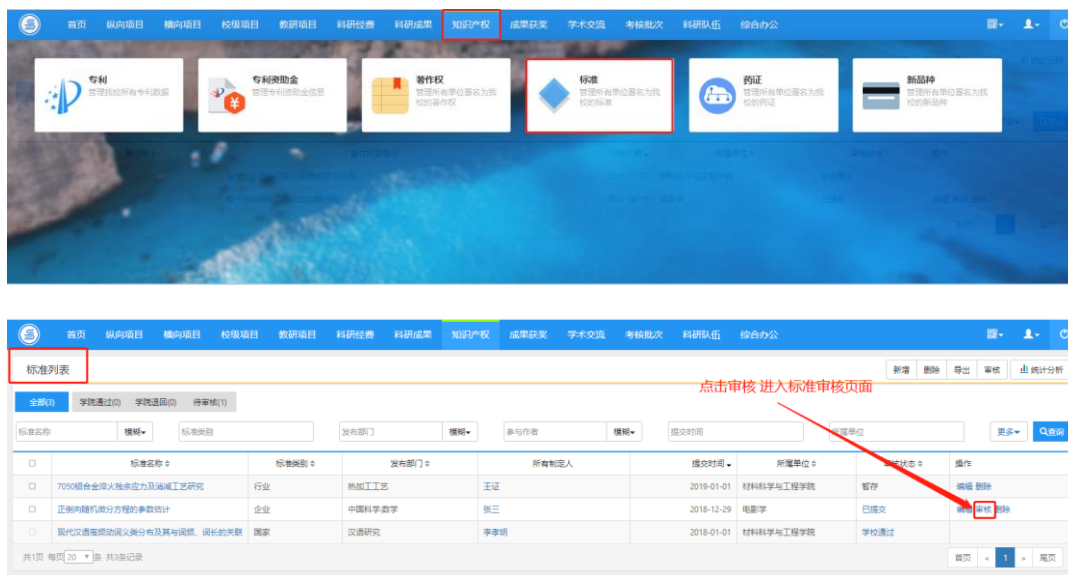 首页 纵向项目 横向项目 校级项目 教研项目 科研经费 科研成果 知识产权 成果获奖 学术交流 考核批次 科研队伍 综合办公
专利
管理我校所有专利数据
专利资助金
管理专利资助金信息
著作权
管理所有单位署名为我
校的著作权
标准
管理所有单位署名为我
校的标准
药证
管理所有单位署名为我
校的药证
新品种
管理所有单位署名为我
校的新品种
首页 纵向项目 横向项目 校级项目 教研项目 科研经费 科研成果 知识产权 成果获奖 学术交流 考核批次 科研队伍 综合办公
标准列表 新增 删除 导出 审核 统计分析
点击审核 进入标准审核页面
全部(3) 学院通过(0) 学院退回(0) 待审核(1)
标准名称 模糊 标准类别 发布部门 模糊 参与作者 模糊 提交时间 所属单位 更多 查询
标准名称 标准类别 发布部门 所有制定人 提交时间 所属单位 审核状态 操作
7050铝合金淬火残余应力及消减工艺研究 行业 热加工工艺 王证 2019-01-01 材料科学与工程学院 暂存 编辑 删除
正倒向随机微分方程的参数估计 企业 中国科学:数学 张三 2018-12-29 电影学 已提交 编辑 审核 删除
现代汉语高频动词义类分布及其与词频、词长的关联 国家 汉语研究 李孝明 2018-01-01 材料科学与工程学院 学校通过
共1页 每页 20 条 共3条记录 首页 « 1 » 尾页